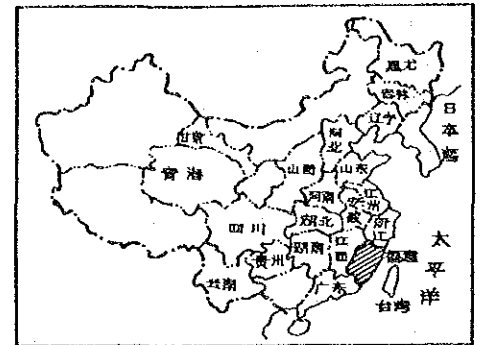 黑龙
吉林
辽宁
日本海
甘肃
河北
青海
山西
山东
河南
江苏
安徽
四川
湖北
浙江
湖南
江西
贵州
福建
云南
广东
台湾
太平洋